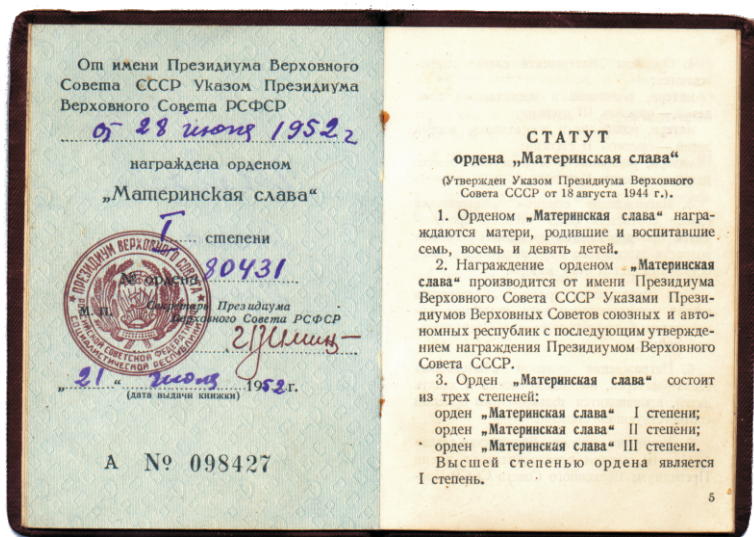 От имени Президиума Верховного
Совета СССР Указом Президиума
Верховного Совета РСФСР
от 28 июня 1952 г
награждена орденом
„Материнская слава“
I степени
№ ордена 80431
М. П. Секретарь Президиума
Верховного Совета РСФСР
„21“ июля 1952 г.
(дата выдачи книжки)
А № 098427
ПРЕЗИДИУМ ВЕРХОВНОГО СОВЕТА
СТАТУТ
ордена „Материнская слава“
(Утвержден Указом Президиума Верховного
Совета СССР от 18 августа 1944 г.).
1. Орденом „Материнская слава“ награ-
ждаются матери, родившие и воспитавшие
семь, восемь и девять детей.
2. Награждение орденом „Материнская
слава“ производится от имени Президиума
Верховного Совета СССР Указами Прези-
диумов Верховных Советов союзных и авто-
номных республик с последующим утвержде-
нием награждения Президиумом Верховного
Совета СССР.
3. Орден „Материнская слава“ состоит
из трех степеней:
орден „Материнская слава“ I степени;
орден „Материнская слава“ II степени;
орден „Материнская слава“ III степени.
Высшей степенью ордена является
I степень.
5